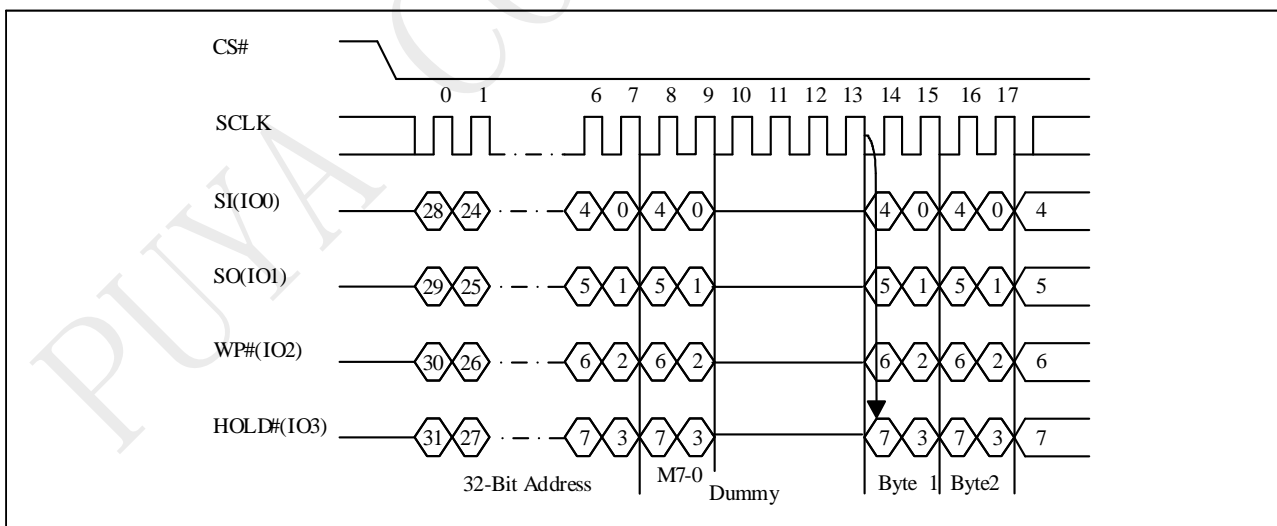 CS#
0 1 6 7 8 9 10 11 12 13 14 15 16 17
SCLK
SI(IO0) 28 24 4 0 4 0 4 0 4 0 4
SO(IO1) 29 25 5 1 5 1 5 1 5 1 5
WP#(IO2) 30 26 6 2 6 2 6 2 6 2 6
HOLD#(IO3) 31 27 7 3 7 3 7 3 7 3 7
32-Bit Address M7-0 Dummy Byte 1 Byte2
PUYA CO